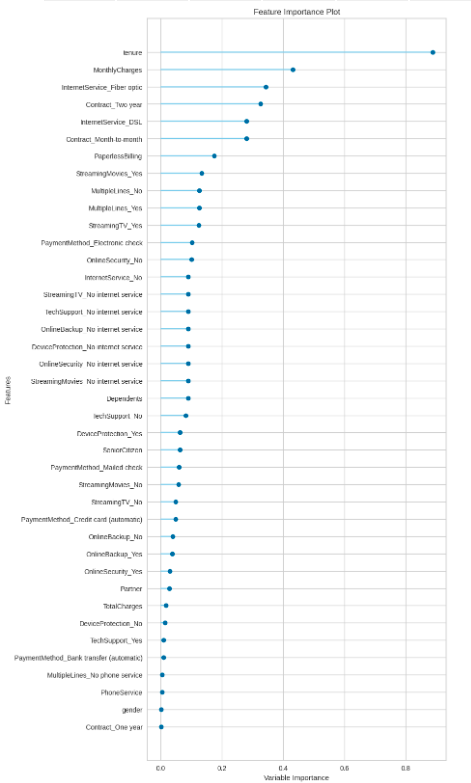 Feature Importance Plot
tenure
MonthlyCharges
InternetService_Fiber optic
Contract_Two year
InternetService_DSL
Contract_Month-to-month
PaperlessBilling
StreamingMovies_Yes
MultipleLines_No
MultipleLines_Yes
StreamingTV_Yes
PaymentMethod_Electronic check
OnlineSecurity_No
InternetService_No
StreamingTV_No internet service
TechSupport_No internet service
OnlineBackup_No internet service
DeviceProtection_No internet service
OnlineSecurity_No internet service
StreamingMovies_No internet service
Dependents
TechSupport_No
DeviceProtection_Yes
SeniorCitizen
PaymentMethod_Mailed check
StreamingMovies_No
StreamingTV_No
PaymentMethod_Credit card (automatic)
OnlineBackup_No
OnlineBackup_Yes
OnlineSecurity_Yes
Partner
TotalCharges
DeviceProtection_No
TechSupport_Yes
PaymentMethod_Bank transfer (automatic)
MultipleLines_No phone service
PhoneService
gender
Contract_One year
Features
0.0 0.2 0.4 0.6 0.8
Variable Importance